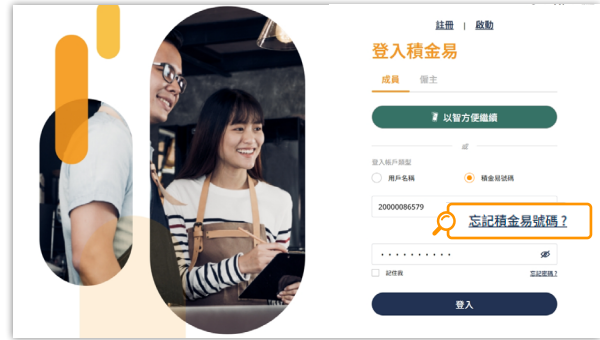 註冊 | 啟動
登入積金易
成員 僱主
以智方便繼續
或
登入帳戶類型
用戶名稱 積金易號碼
20000086579
忘記積金易號碼?
記住我 忘記密碼?
登入